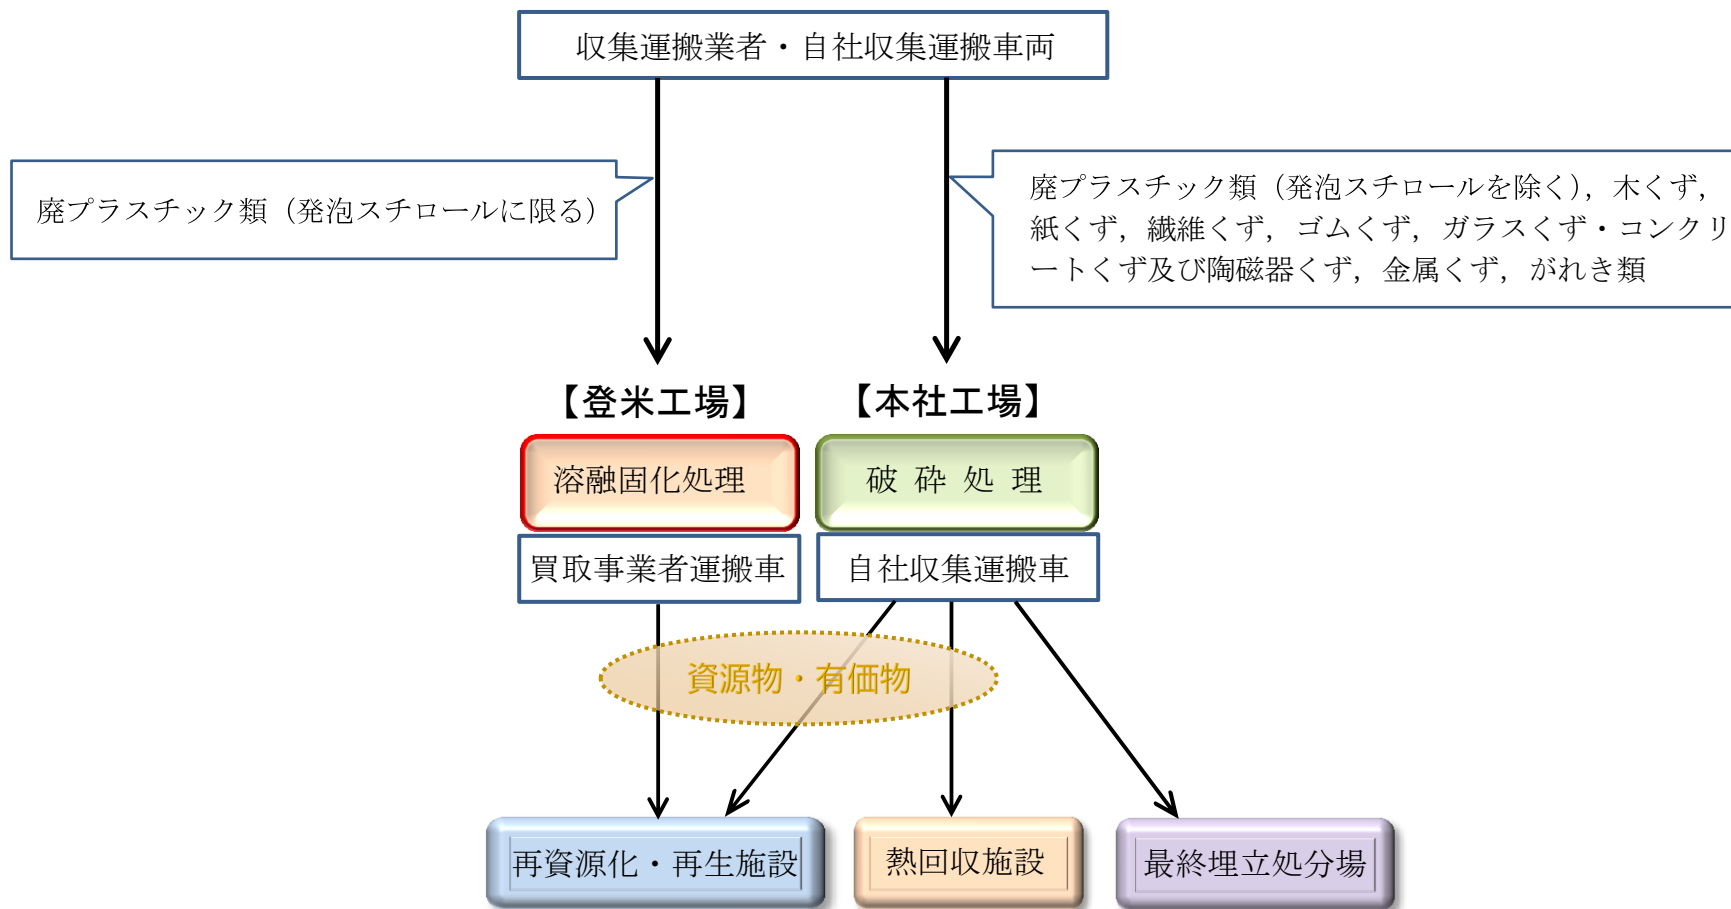 収集運搬業者・自社収集運搬車両
廃プラスチック類（発泡スチロールに限る）
廃プラスチック類（発泡スチロールを除く），木くず，
紙くず，繊維くず，ゴムくず，ガラスくず・コンクリ
ートくず及び陶磁器くず，金属くず，がれき類
【登米工場】
【本社工場】
溶融固化処理
破 砕 処 理
買取事業者運搬車
自社収集運搬車
資源物・有価物
再資源化・再生施設
熱回収施設
最終埋立処分場